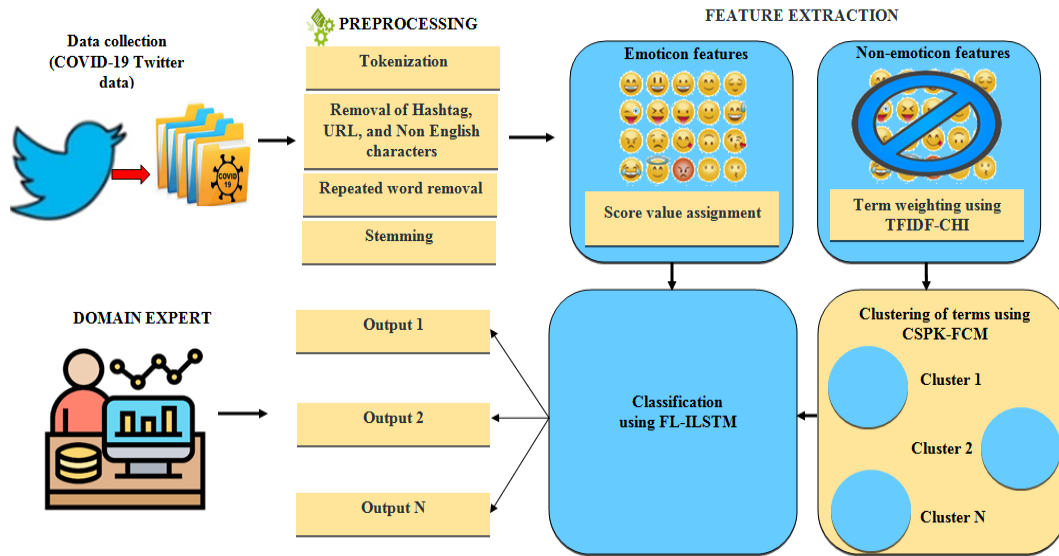 Data collection
(COVID-19 Twitter
data)
COVID
19
PREPROCESSING
Tokenization
Removal of Hashtag,
URL, and Non English
characters
Repeated word removal
Stemming
FEATURE EXTRACTION
Emoticon features
Score value assignment
Non-emoticon features
Term weighting using
TFIDF-CHI
DOMAIN EXPERT
Output 1
Output 2
Output N
Classification
using FL-ILSTM
Clustering of terms using
CSPK-FCM
Cluster 1
Cluster 2
Cluster N